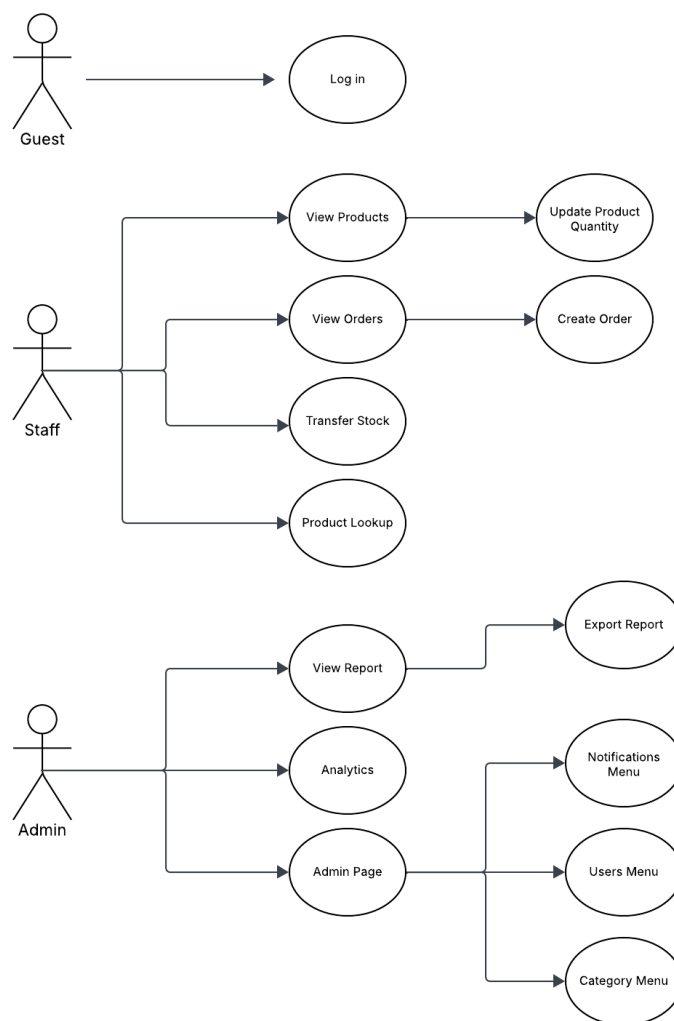 Log in
Guest
View Products
Update Product
Quantity
View Orders
Create Order
Transfer Stock
Staff
Product Lookup
Export Report
View Report
Notifications
Menu
Analytics
Admin
Admin Page
Users Menu
Category Menu